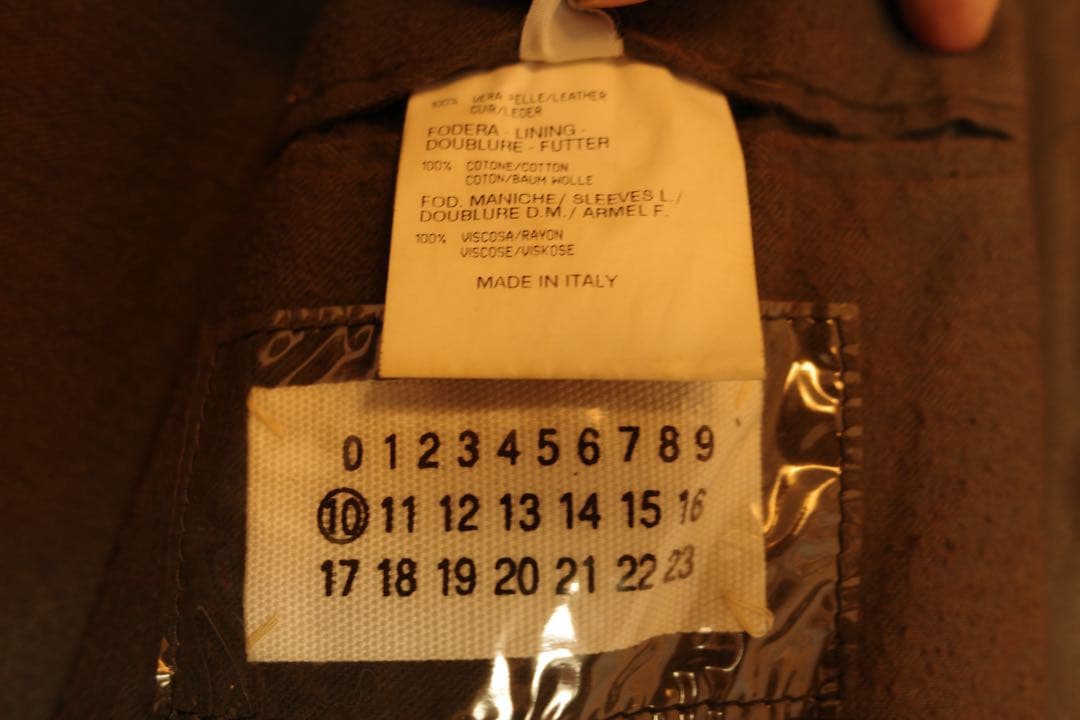 100% VERA PELLE/LEATHER
CUIR/LEDER
FODERA - LINING -
DOUBLURE - FUTTER
100% COTONE/COTTON
COTON/BAUM WOLLE
FOD. MANICHE/ SLEEVES L./
DOUBLURE D.M./ ARMEL F.
100% VISCOSA/RAYON
VISCOSE/VISKOSE
MADE IN ITALY
0 1 2 3 4 5 6 7 8 9
10 11 12 13 14 15 16
17 18 19 20 21 22 23